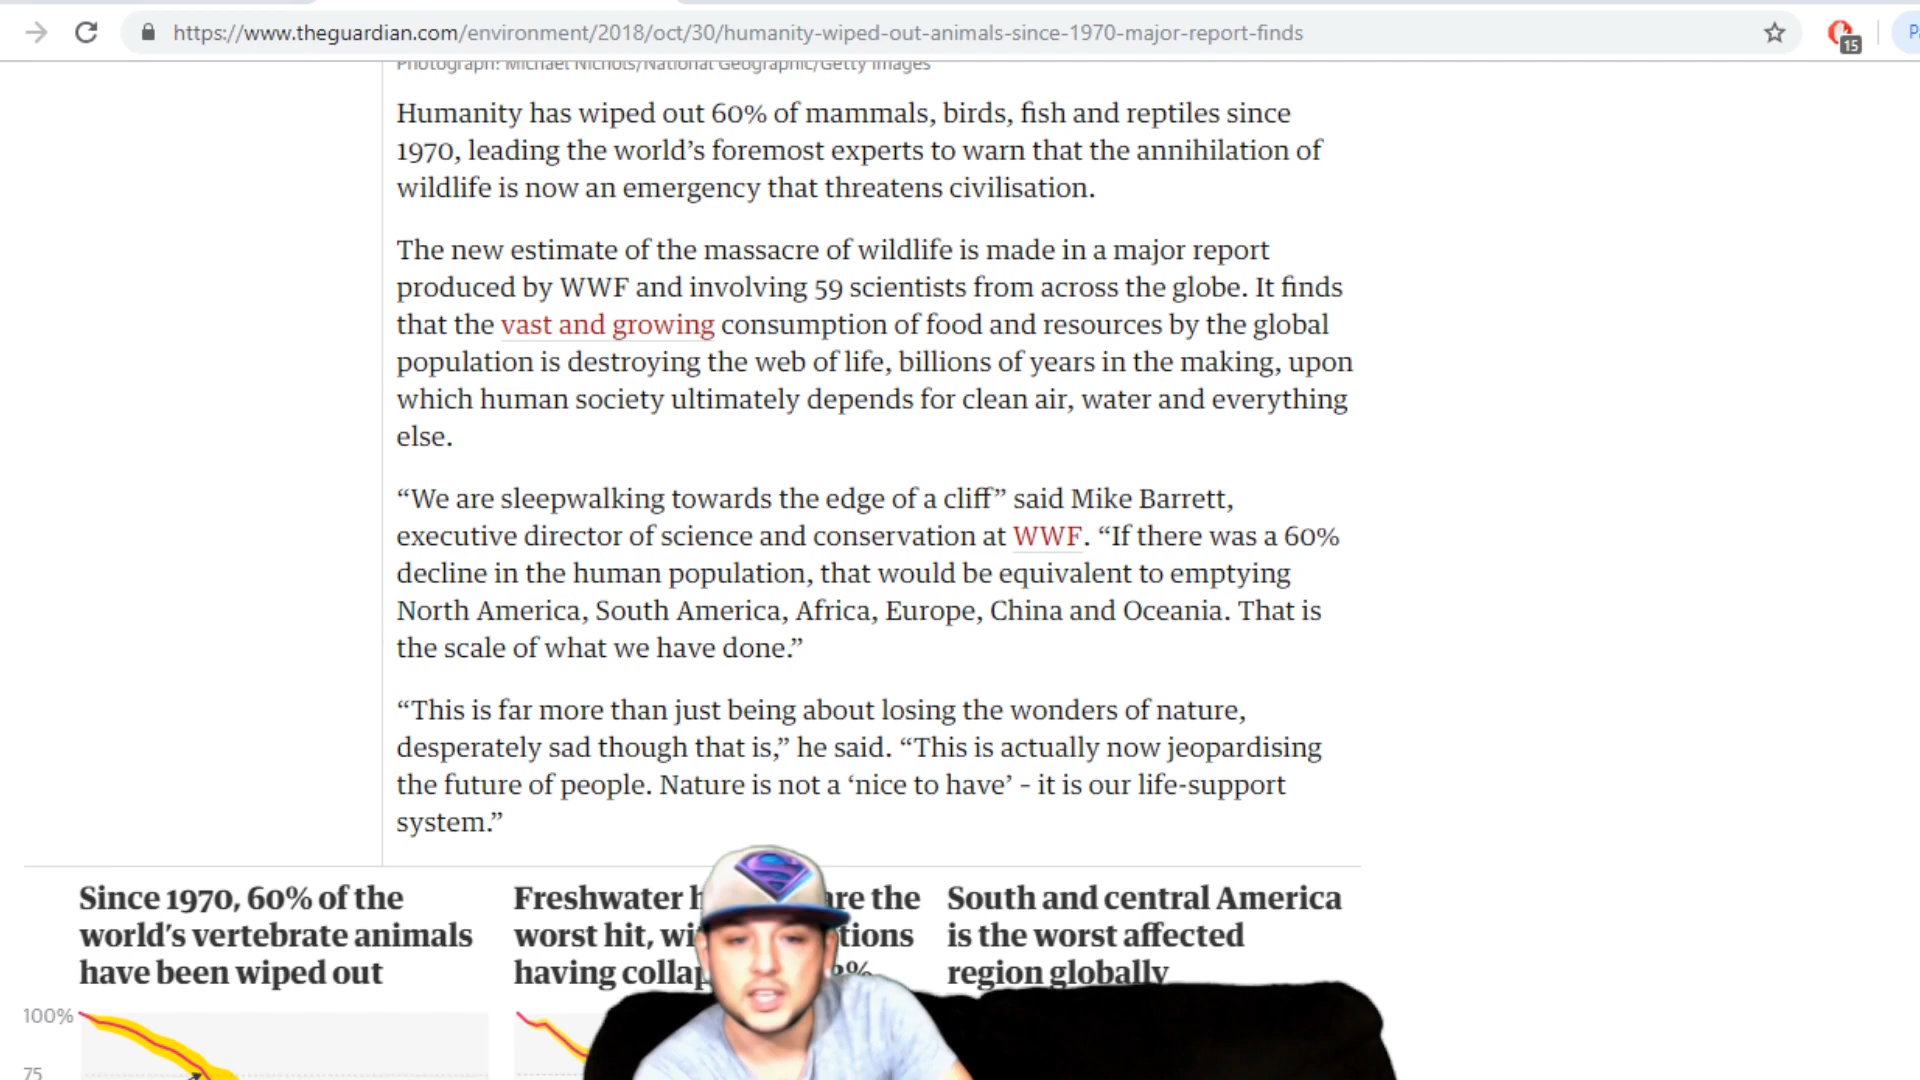 https://www.theguardian.com/environment/2018/oct/30/humanity-wiped-out-animals-since-1970-major-report-finds
15
Photograph: Michael Nichols/National Geographic/Getty Images
Humanity has wiped out 60% of mammals, birds, fish and reptiles since
1970, leading the world’s foremost experts to warn that the annihilation of
wildlife is now an emergency that threatens civilisation.
The new estimate of the massacre of wildlife is made in a major report
produced by WWF and involving 59 scientists from across the globe. It finds
that the vast and growing consumption of food and resources by the global
population is destroying the web of life, billions of years in the making, upon
which human society ultimately depends for clean air, water and everything
else.
“We are sleepwalking towards the edge of a cliff” said Mike Barrett,
executive director of science and conservation at WWF. “If there was a 60%
decline in the human population, that would be equivalent to emptying
North America, South America, Africa, Europe, China and Oceania. That is
the scale of what we have done.”
“This is far more than just being about losing the wonders of nature,
desperately sad though that is,” he said. “This is actually now jeopardising
the future of people. Nature is not a ‘nice to have’ – it is our life-support
system.”
Since 1970, 60% of the
world’s vertebrate animals
have been wiped out
Freshwater are the
worst hit,
having
South and central America
is the worst affected
region globally
100%
75